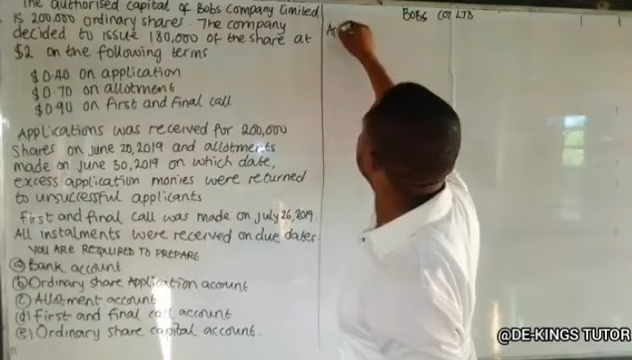 The authorised capital of Bobs Company Limited
is 200,000 ordinary shares. The company
decided to issue 180,000 of the share at
$2 on the following terms
$0.40 on application
$0.70 on allotment
$0.90 on first and final call
Applications was received for 200,000
shares on june 20, 2019 and allotments
made on june 30, 2019 on which date,
excess application monies were returned
to unsuccessful applicants
First and final call was made on july 26, 2019.
All instalments were received on due dates.
YOU ARE REQUIRED TO PREPARE
(a) Bank account
(b) Ordinary share Application acount
(c) Allotment account
(d) First and final call account
(e) Ordinary share capital account.
BOBS COY LTD
@DE-KINGS TUTOR